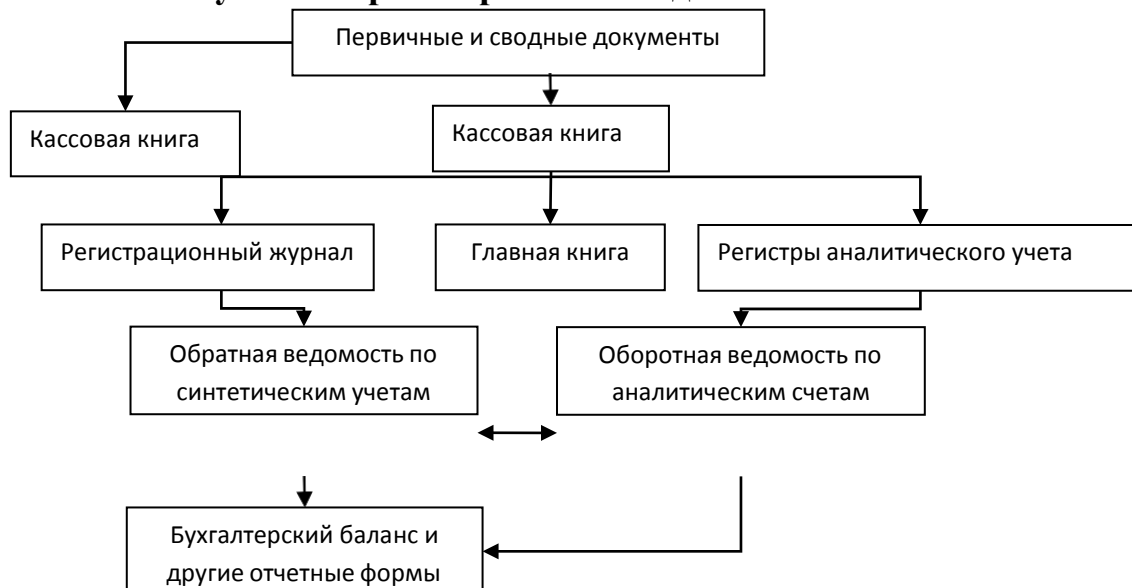 Первичные и сводные документы
Кассовая книга
Кассовая книга
Регистрационный журнал
Главная книга
Регистры аналитического учета
Обратная ведомость по
синтетическим учетам
Оборотная ведомость по
аналитическим счетам
Бухгалтерский баланс и
другие отчетные формы